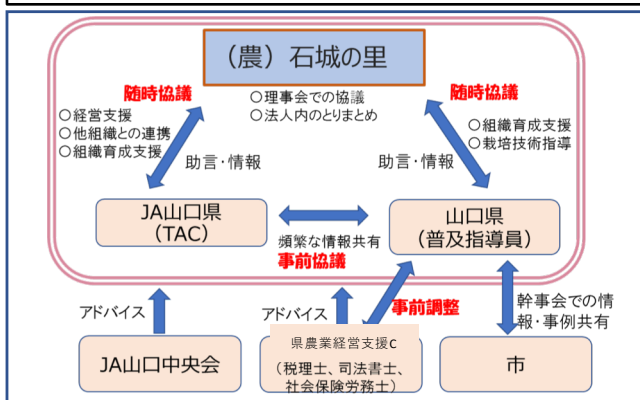 （農）石城の里
随時協議
○理事会での協議
○法人内のとりまとめ
随時協議
○経営支援
○他組織との連携
○組織育成支援
○組織育成支援
○栽培技術指導
助言・情報
助言・情報
JA山口県
（TAC）
頻繁な情報共有
事前協議
山口県
（普及指導員）
アドバイス
アドバイス
事前調整
幹事会での情
報・事例共有
JA山口中央会
県農業経営支援c
（税理士、司法書士、
社会保険労務士）
市